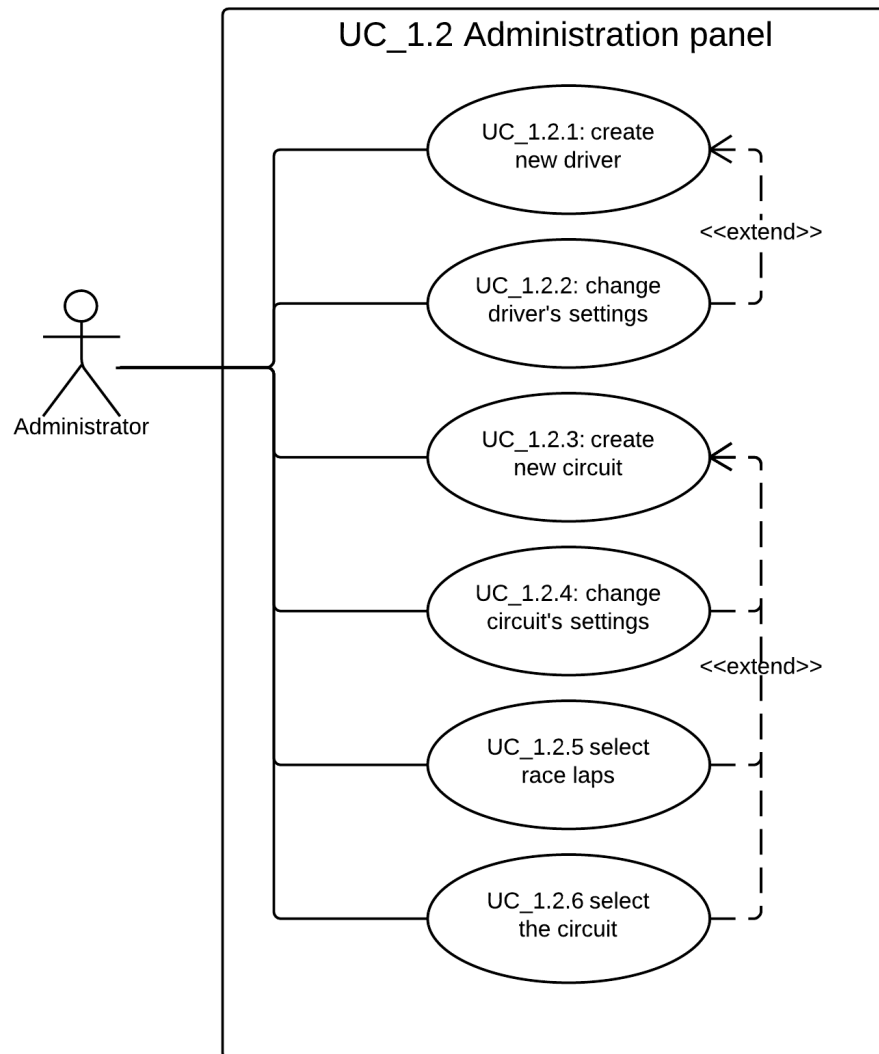 UC_1.2 Administration panel
UC_1.2.1: create
new driver
<<extend>>
UC_1.2.2: change
driver's settings
Administrator
UC_1.2.3: create
new circuit
UC_1.2.4: change
circuit's settings
<<extend>>
UC_1.2.5 select
race laps
UC_1.2.6 select
the circuit